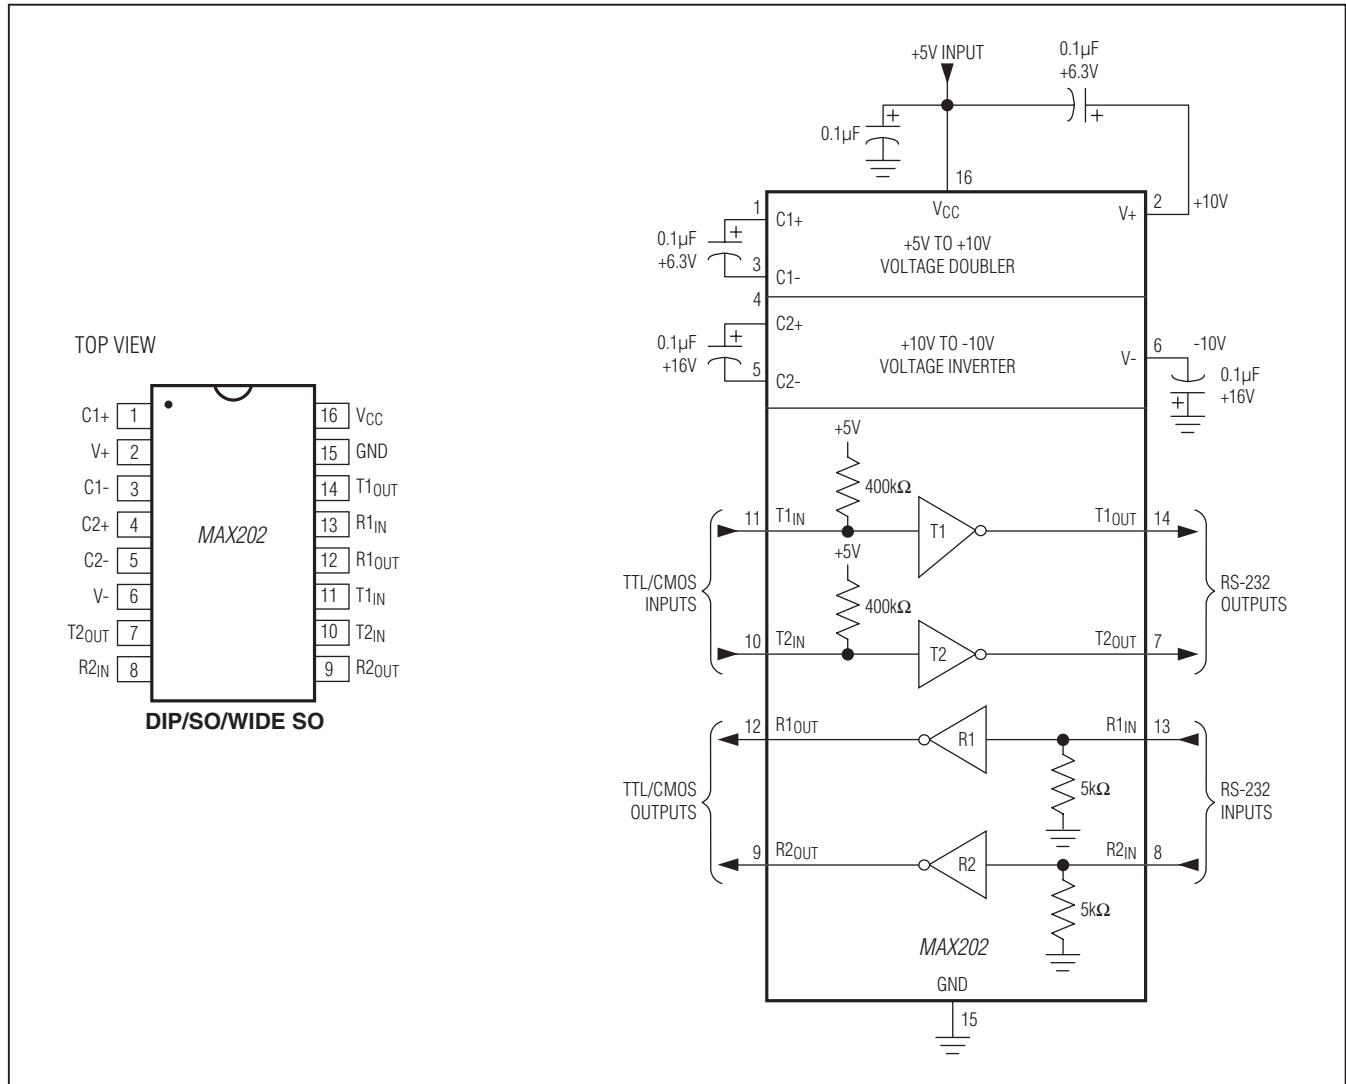 TOP VIEW
C1+ 1
V+ 2
C1- 3
C2+ 4
C2- 5
V- 6
T2OUT 7
R2IN 8
16 VCC
15 GND
14 T1OUT
13 R1IN
12 R1OUT
11 T1IN
10 T2IN
9 R2OUT
MAX202
DIP/SO/WIDE SO
+5V INPUT
0.1µF
+6.3V
+
0.1µF
+
16
VCC
1
C1+
0.1µF
+6.3V
+
3
C1-
+5V TO +10V
VOLTAGE DOUBLER
V+
2
+10V
4
C2+
0.1µF
+16V
+
5
C2-
+10V TO -10V
VOLTAGE INVERTER
V-
6
-10V
0.1µF
+16V
+
+5V
400kΩ
11
T1IN
T1
T1OUT
14
+5V
400kΩ
TTL/CMOS
INPUTS
RS-232
OUTPUTS
10
T2IN
T2
T2OUT
7
12
R1OUT
R1
R1IN
13
5kΩ
TTL/CMOS
OUTPUTS
RS-232
INPUTS
9
R2OUT
R2
R2IN
8
5kΩ
MAX202
GND
15